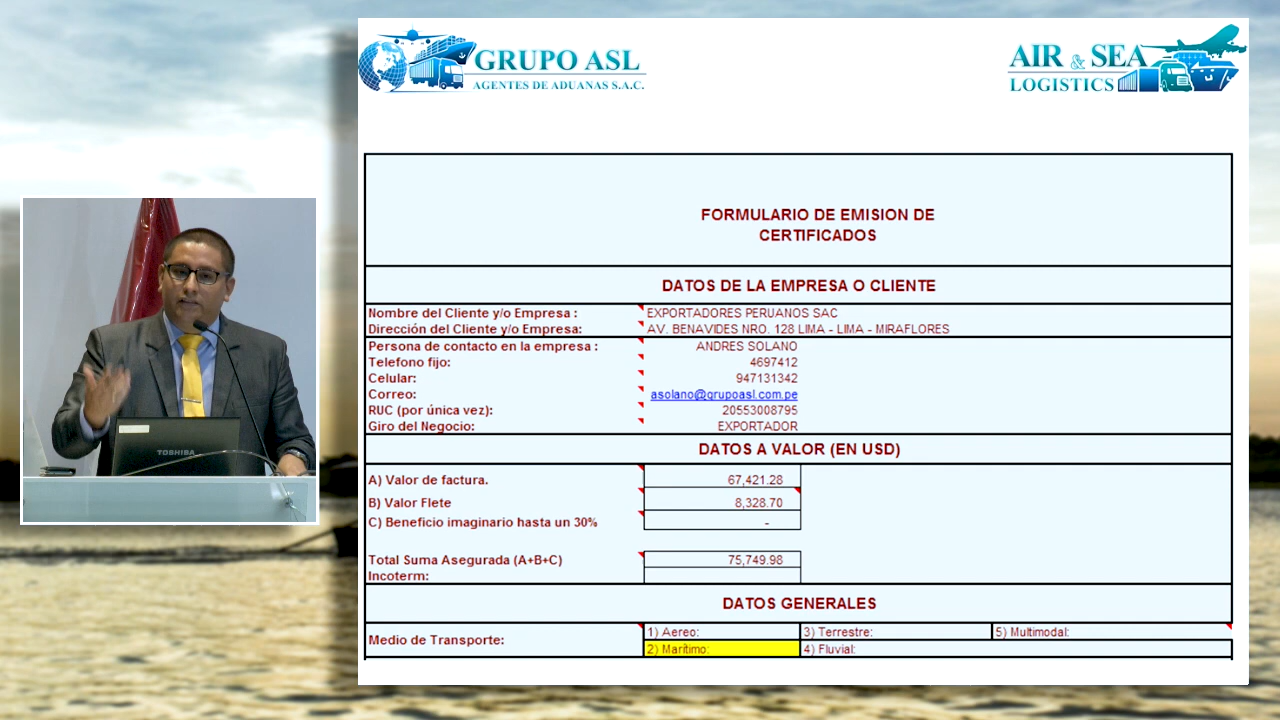 GRUPO ASL
AGENTES DE ADUANAS S.A.C.
AIR & SEA
LOGISTICS
FORMULARIO DE EMISION DE
CERTIFICADOS
DATOS DE LA EMPRESA O CLIENTE
Nombre del Cliente y/o Empresa : EXPORTADORES PERUANOS SAC
Dirección del Cliente y/o Empresa: AV. BENAVIDES NRO. 128 LIMA - LIMA - MIRAFLORES
Persona de contacto en la empresa : ANDRES SOLANO
Telefono fijo: 4697412
Celular: 947131342
Correo: asolano@grupoasl.com.pe
RUC (por única vez): 20553008795
Giro del Negocio: EXPORTADOR
DATOS A VALOR (EN USD)
A) Valor de factura. 67,421.28
B) Valor Flete 8,328.70
C) Beneficio imaginario hasta un 30% -
Total Suma Asegurada (A+B+C) 75,749.98
Incoterm:
DATOS GENERALES
Medio de Transporte: 1) Aereo: 3) Terrestre: 5) Multimodal:
2) Marítimo: 4) Fluvial:
TOSHIBA